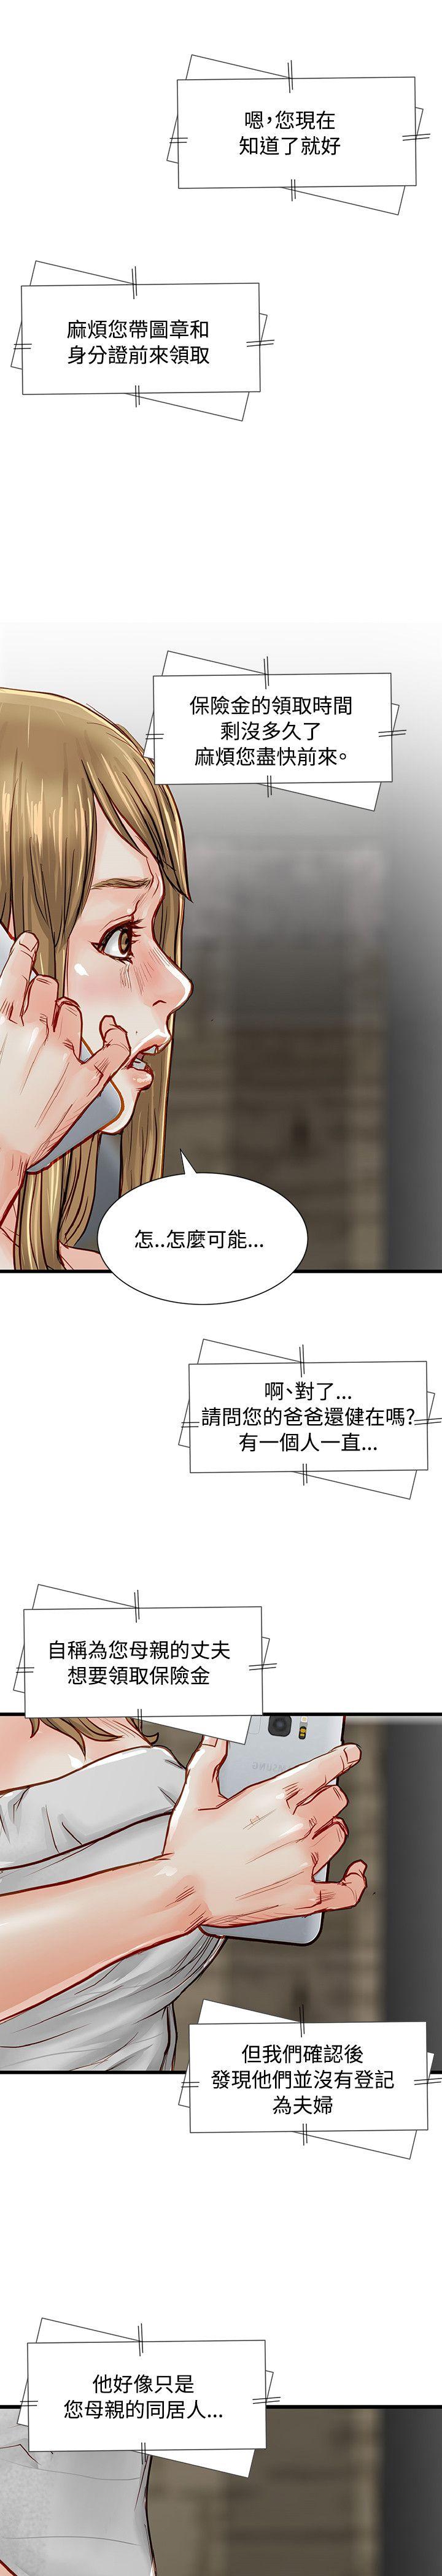 嗯，您現在
知道了就好
麻煩您帶圖章和
身分證前來領取
保險金的領取時間
剩沒多久了
麻煩您盡快前來。
怎..怎麼可能...
啊、對了...
請問您的爸爸還健在嗎?
有一個人一直...
自稱為您母親的丈夫
想要領取保險金
SAMSUNG
但我們確認後
發現他們並沒有登記
為夫婦
他好像只是
您母親的同居人...